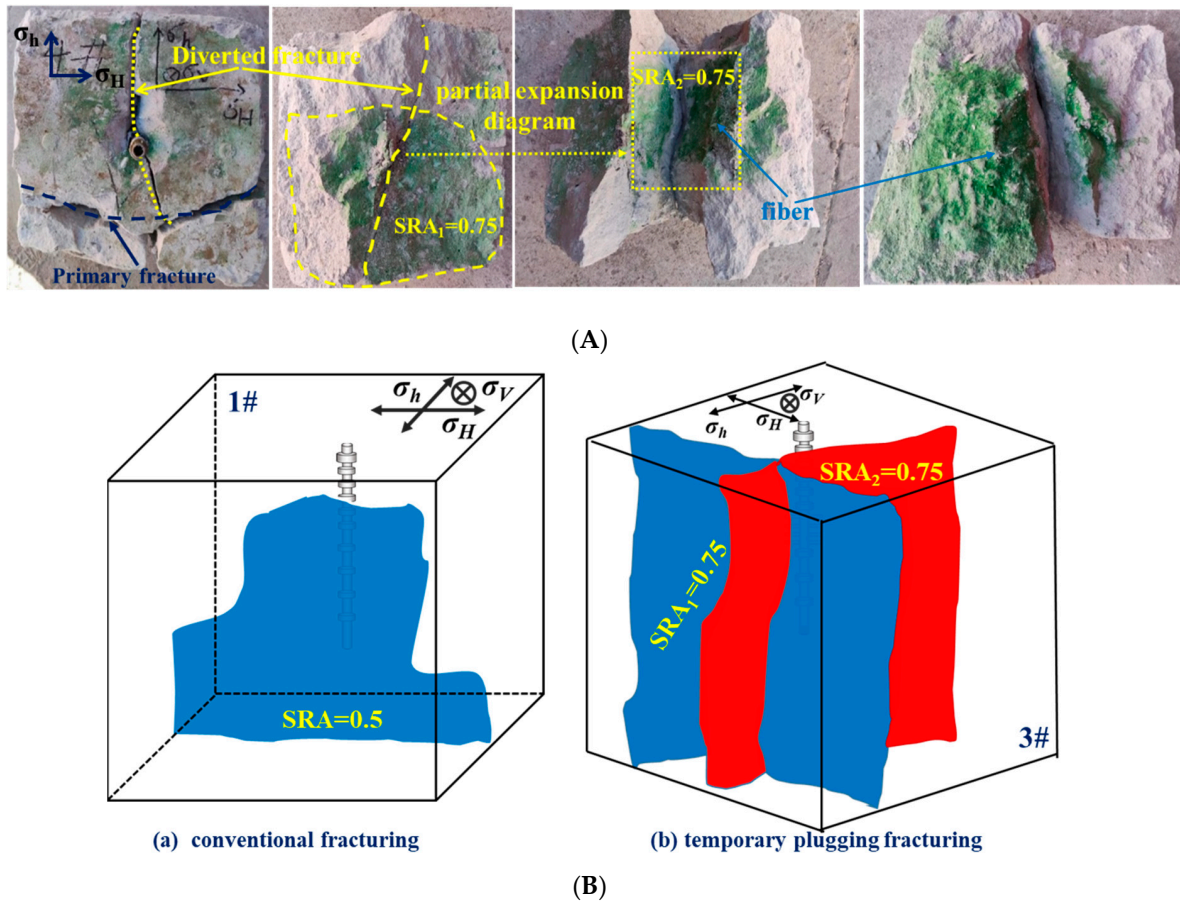 σh
σH
Diverted fracture
Primary fracture
SRA1=0.75
partial expansion
diagram
SRA2=0.75
fiber
(A)
1#
σh
σV
σH
SRA=0.5
(a) conventional fracturing
σV
σH
σh
SRA2=0.75
SRA1=0.75
3#
(b) temporary plugging fracturing
(B)